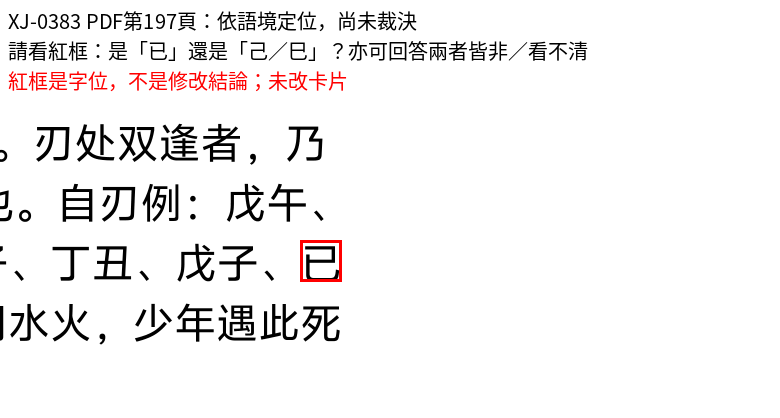 XJ-0383 PDF第197頁：依語境定位，尚未裁決
請看紅框：是「已」還是「己／巳」？亦可回答兩者皆非／看不清
紅框是字位，不是修改結論；未改卡片
。刃处双逢者，乃
也。自刃例：戊午、
、丁丑、戊子、已
水火，少年遇此死